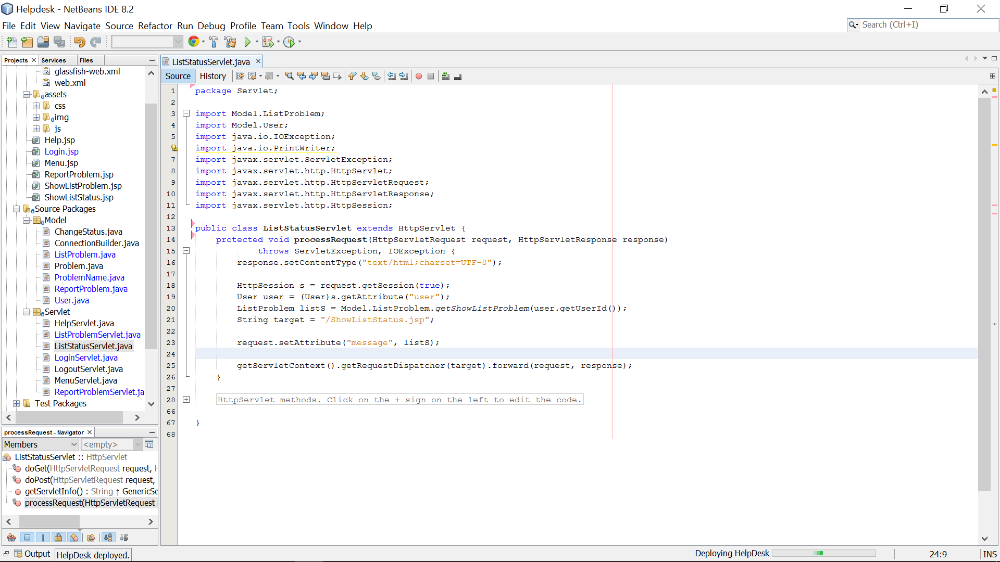 Helpdesk - NetBeans IDE 8.2
File Edit View Navigate Source Refactor Run Debug Profile Team Tools Window Help
Search (Ctrl+I)
Projects Services Files
glassfish-web.xml
web.xml
assets
css
img
js
Help.jsp
Login.jsp
Menu.jsp
ReportProblem.jsp
ShowListProblem.jsp
ShowListStatus.jsp
Source Packages
Model
ChangeStatus.java
ConnectionBuilder.java
ListProblem.java
Problem.java
ProblemName.java
ReportProblem.java
User.java
Servlet
HelpServlet.java
ListProblemServlet.java
ListStatusServlet.java
LoginServlet.java
LogoutServlet.java
MenuServlet.java
ReportProblemServlet.ja
Test Packages
processRequest - Navigator
Members <empty>
ListStatusServlet :: HttpServlet
doGet(HttpServletRequest request, H
doPost(HttpServletRequest request,
getServletInfo() : String ↑ GenericSe
processRequest(HttpServletRequest
ListStatusServlet.java
Source History
1 package Servlet;
2
3 import Model.ListProblem;
4 import Model.User;
5 import java.io.IOException;
import java.io.PrintWriter;
7 import javax.servlet.ServletException;
8 import javax.servlet.http.HttpServlet;
9 import javax.servlet.http.HttpServletRequest;
10 import javax.servlet.http.HttpServletResponse;
11 import javax.servlet.http.HttpSession;
12
13 public class ListStatusServlet extends HttpServlet {
14 protected void processRequest(HttpServletRequest request, HttpServletResponse response)
15 throws ServletException, IOException {
16 response.setContentType("text/html;charset=UTF-8");
17
18 HttpSession s = request.getSession(true);
19 User user = (User)s.getAttribute("user");
20 ListProblem listS = Model.ListProblem.getShowListProblem(user.getUserId());
21 String target = "/ShowListStatus.jsp";
22
23 request.setAttribute("message", listS);
24
25 getServletContext().getRequestDispatcher(target).forward(request, response);
26 }
27
28 HttpServlet methods. Click on the + sign on the left to edit the code.
66
67 }
68
Output HelpDesk deployed. Deploying HelpDesk 24:9 INS